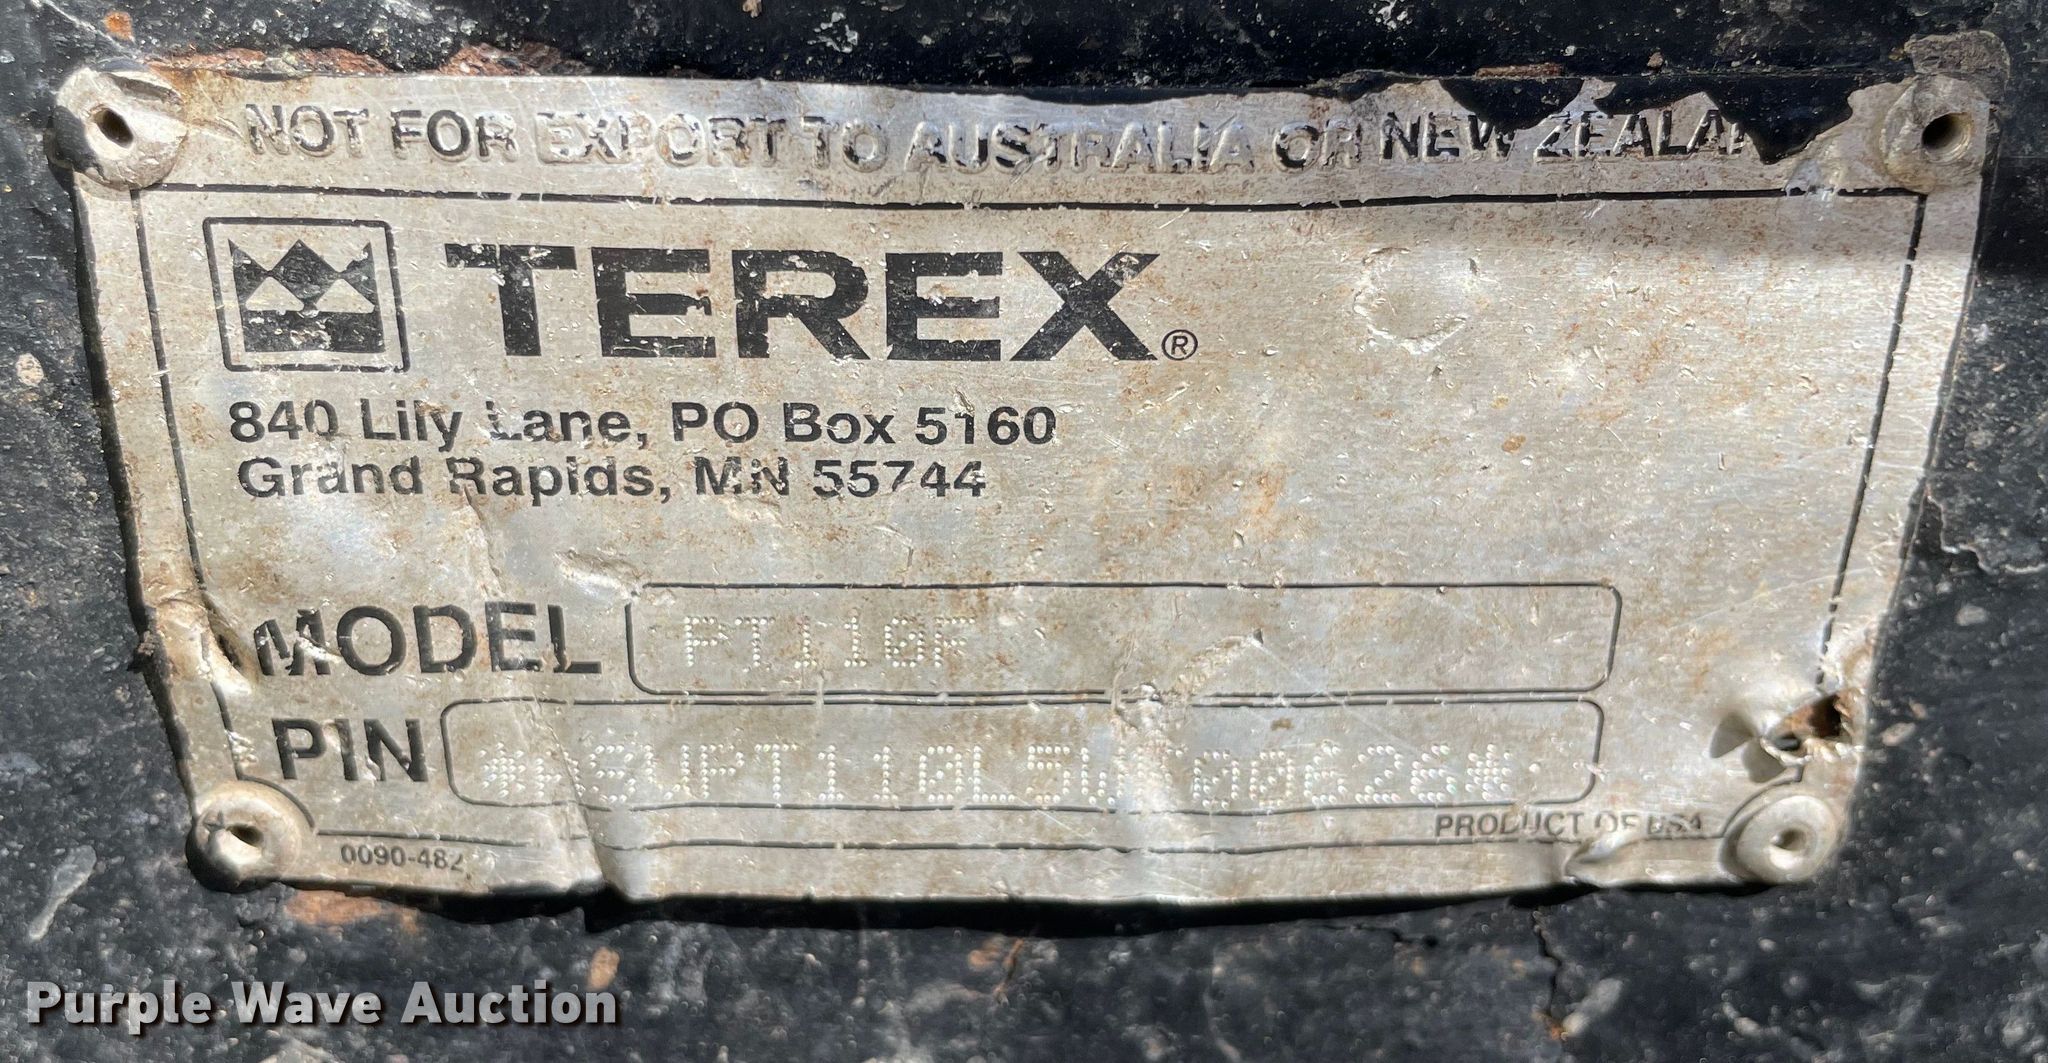 NOT FOR EXPORT TO AUSTRALIA OR NEW
TEREX®
840 Lily Lane, PO Box 5160
Grand Rapids, MN 55744
MODEL PT110F
PIN
PRODUCT OF USA
0090-482
Purple Wave Auction